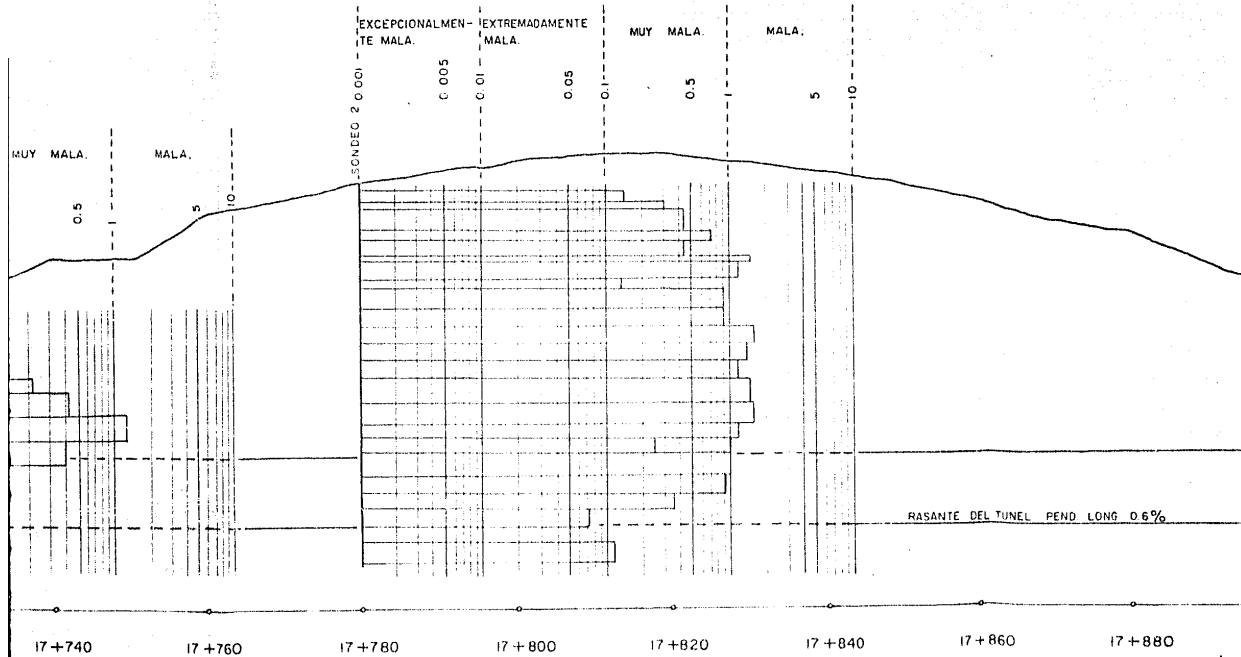 EXCEPCIONALMEN-
TE MALA.
EXTREMADAMENTE
MALA.
MUY MALA.
MALA;
SONDEO 2 0.001
0.005
0.01
0.05
0.1
0.5
1
5
10
MUY MALA.
MALA;
0.5
1
5
10
RASANTE DEL TUNEL PEND LONG 0.6%
17+740
17+760
17+780
17+800
17+820
17+840
17+860
17+880